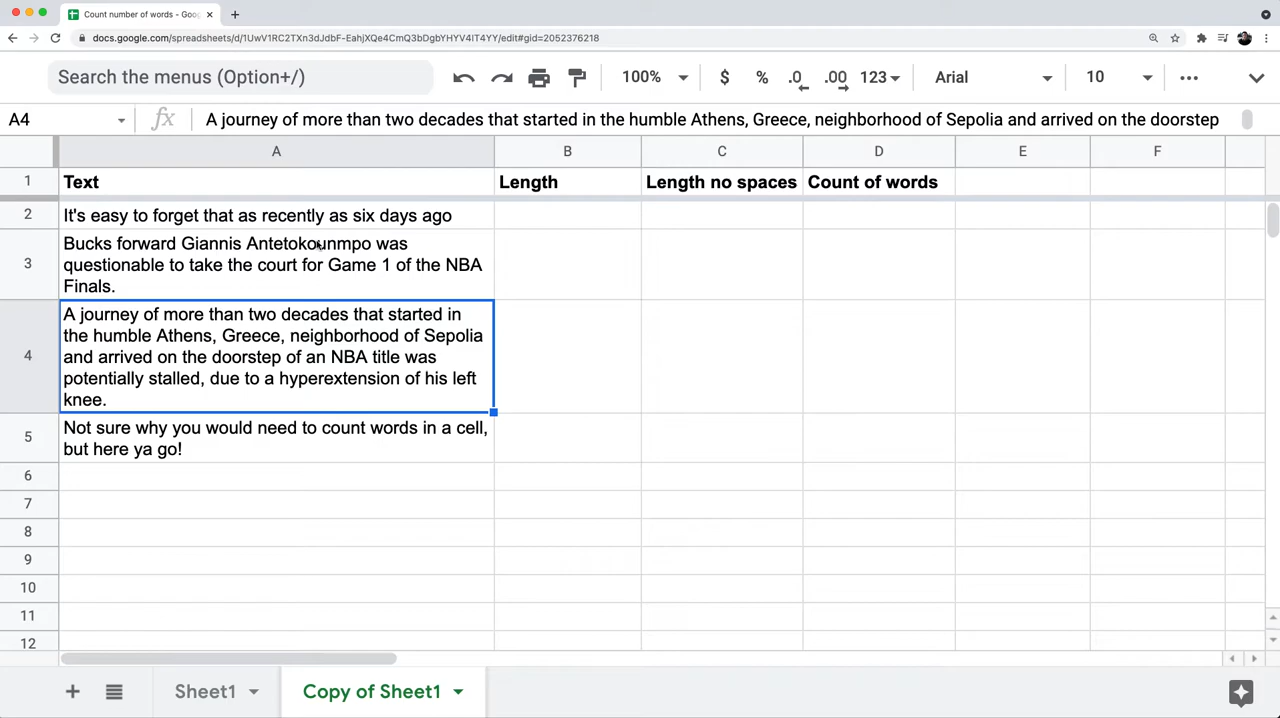 Count number of words - Goog
docs.google.com/spreadsheets/d/1UwV1RC2TXn3dJdbF-EahjXQe4CmQ3bDgbYHYV4lT4YY/edit#gid=2052376218
Search the menus (Option+/)
100%
$
%
.0
.00
123
Arial
10
A4
fx
A journey of more than two decades that started in the humble Athens, Greece, neighborhood of Sepolia and arrived on the doorstep
A B C D E F
1 Text Length Length no spaces Count of words
2 It's easy to forget that as recently as six days ago
3 Bucks forward Giannis Antetokounmpo was
questionable to take the court for Game 1 of the NBA
Finals.
4 A journey of more than two decades that started in
the humble Athens, Greece, neighborhood of Sepolia
and arrived on the doorstep of an NBA title was
potentially stalled, due to a hyperextension of his left
knee.
5 Not sure why you would need to count words in a cell,
but here ya go!
6
7
8
9
10
11
12
Sheet1
Copy of Sheet1